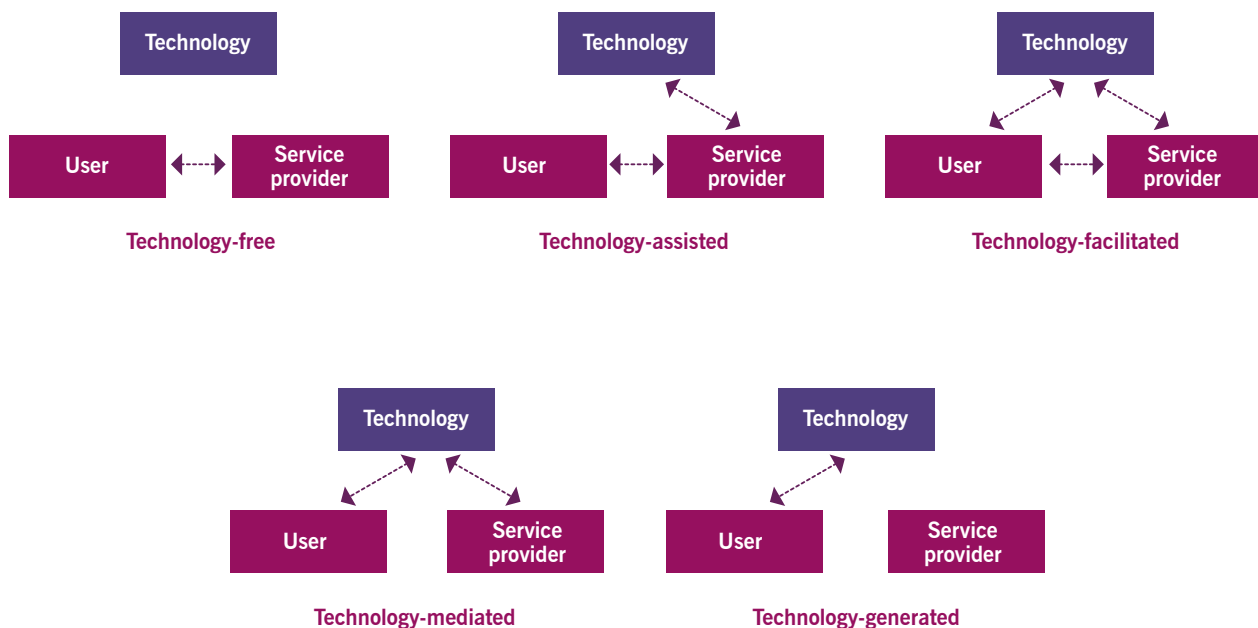 Technology
User
Service
provider
Technology-free
Technology
User
Service
provider
Technology-assisted
Technology
User
Service
provider
Technology-facilitated
Technology
User
Service
provider
Technology-mediated
Technology
User
Service
provider
Technology-generated